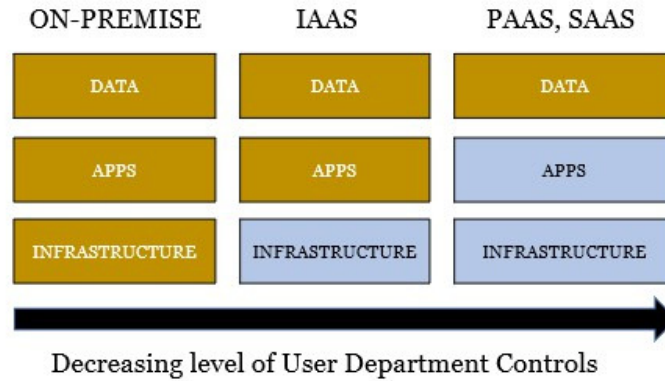 ON-PREMISE IAAS PAAS, SAAS
DATA DATA DATA
APPS APPS APPS
INFRASTRUCTURE INFRASTRUCTURE INFRASTRUCTURE
Decreasing level of User Department Controls